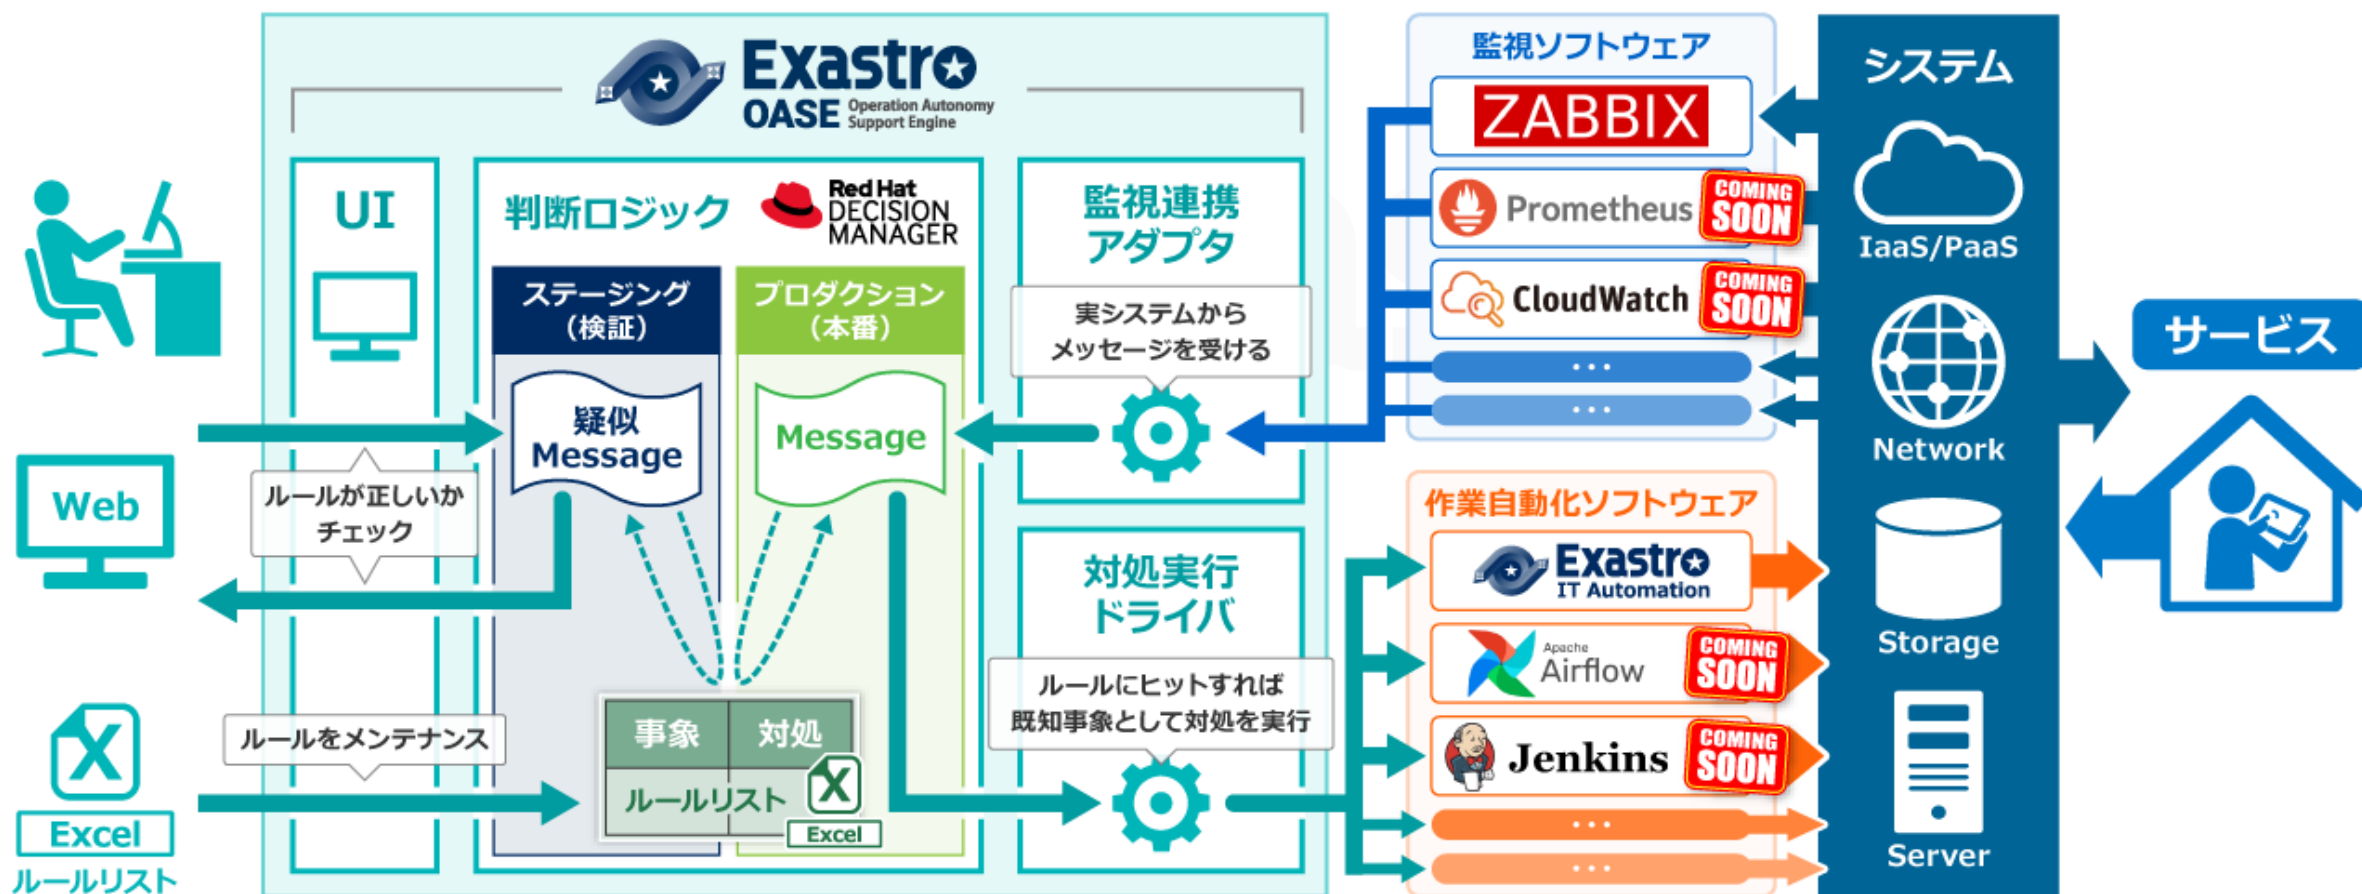 Exastro
OASE Operation Autonomy
Support Engine
UI
判断ロジック
Red Hat
DECISION
MANAGER
ステージング
（検証）
プロダクション
（本番）
疑似
Message
Message
監視連携
アダプタ
実システムから
メッセージを受ける
Web
ルールが正しいか
チェック
対処実行
ドライバ
ルールにヒットすれば
既知事象として対処を実行
ルールをメンテナンス
事象
対処
ルールリスト
Excel
Excel
ルールリスト
監視ソフトウェア
ZABBIX
Prometheus
COMING
SOON
CloudWatch
COMING
SOON
...
...
作業自動化ソフトウェア
Exastro
IT Automation
Apache
Airflow
COMING
SOON
Jenkins
COMING
SOON
...
...
システム
IaaS/PaaS
Network
Storage
Server
サービス